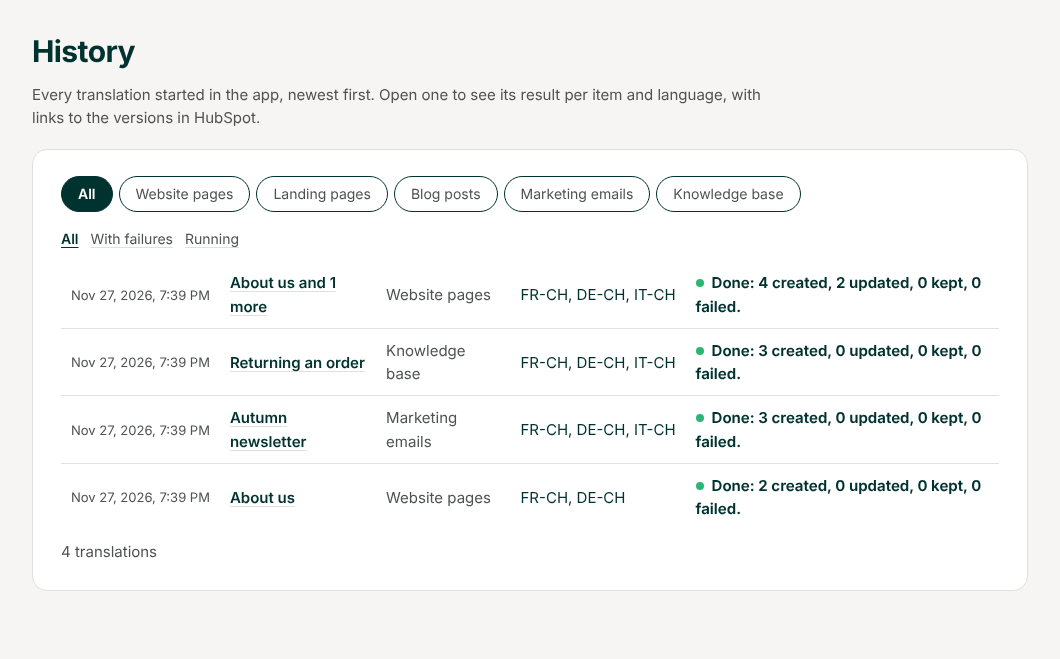 History
Every translation started in the app, newest first. Open one to see its result per item and language, with
links to the versions in HubSpot.
All Website pages Landing pages Blog posts Marketing emails Knowledge base
All With failures Running
Nov 27, 2026, 7:39 PM About us and 1 more Website pages FR-CH, DE-CH, IT-CH Done: 4 created, 2 updated, 0 kept, 0 failed.
Nov 27, 2026, 7:39 PM Returning an order Knowledge base FR-CH, DE-CH, IT-CH Done: 3 created, 0 updated, 0 kept, 0 failed.
Nov 27, 2026, 7:39 PM Autumn newsletter Marketing emails FR-CH, DE-CH, IT-CH Done: 3 created, 0 updated, 0 kept, 0 failed.
Nov 27, 2026, 7:39 PM About us Website pages FR-CH, DE-CH Done: 2 created, 0 updated, 0 kept, 0 failed.
4 translations